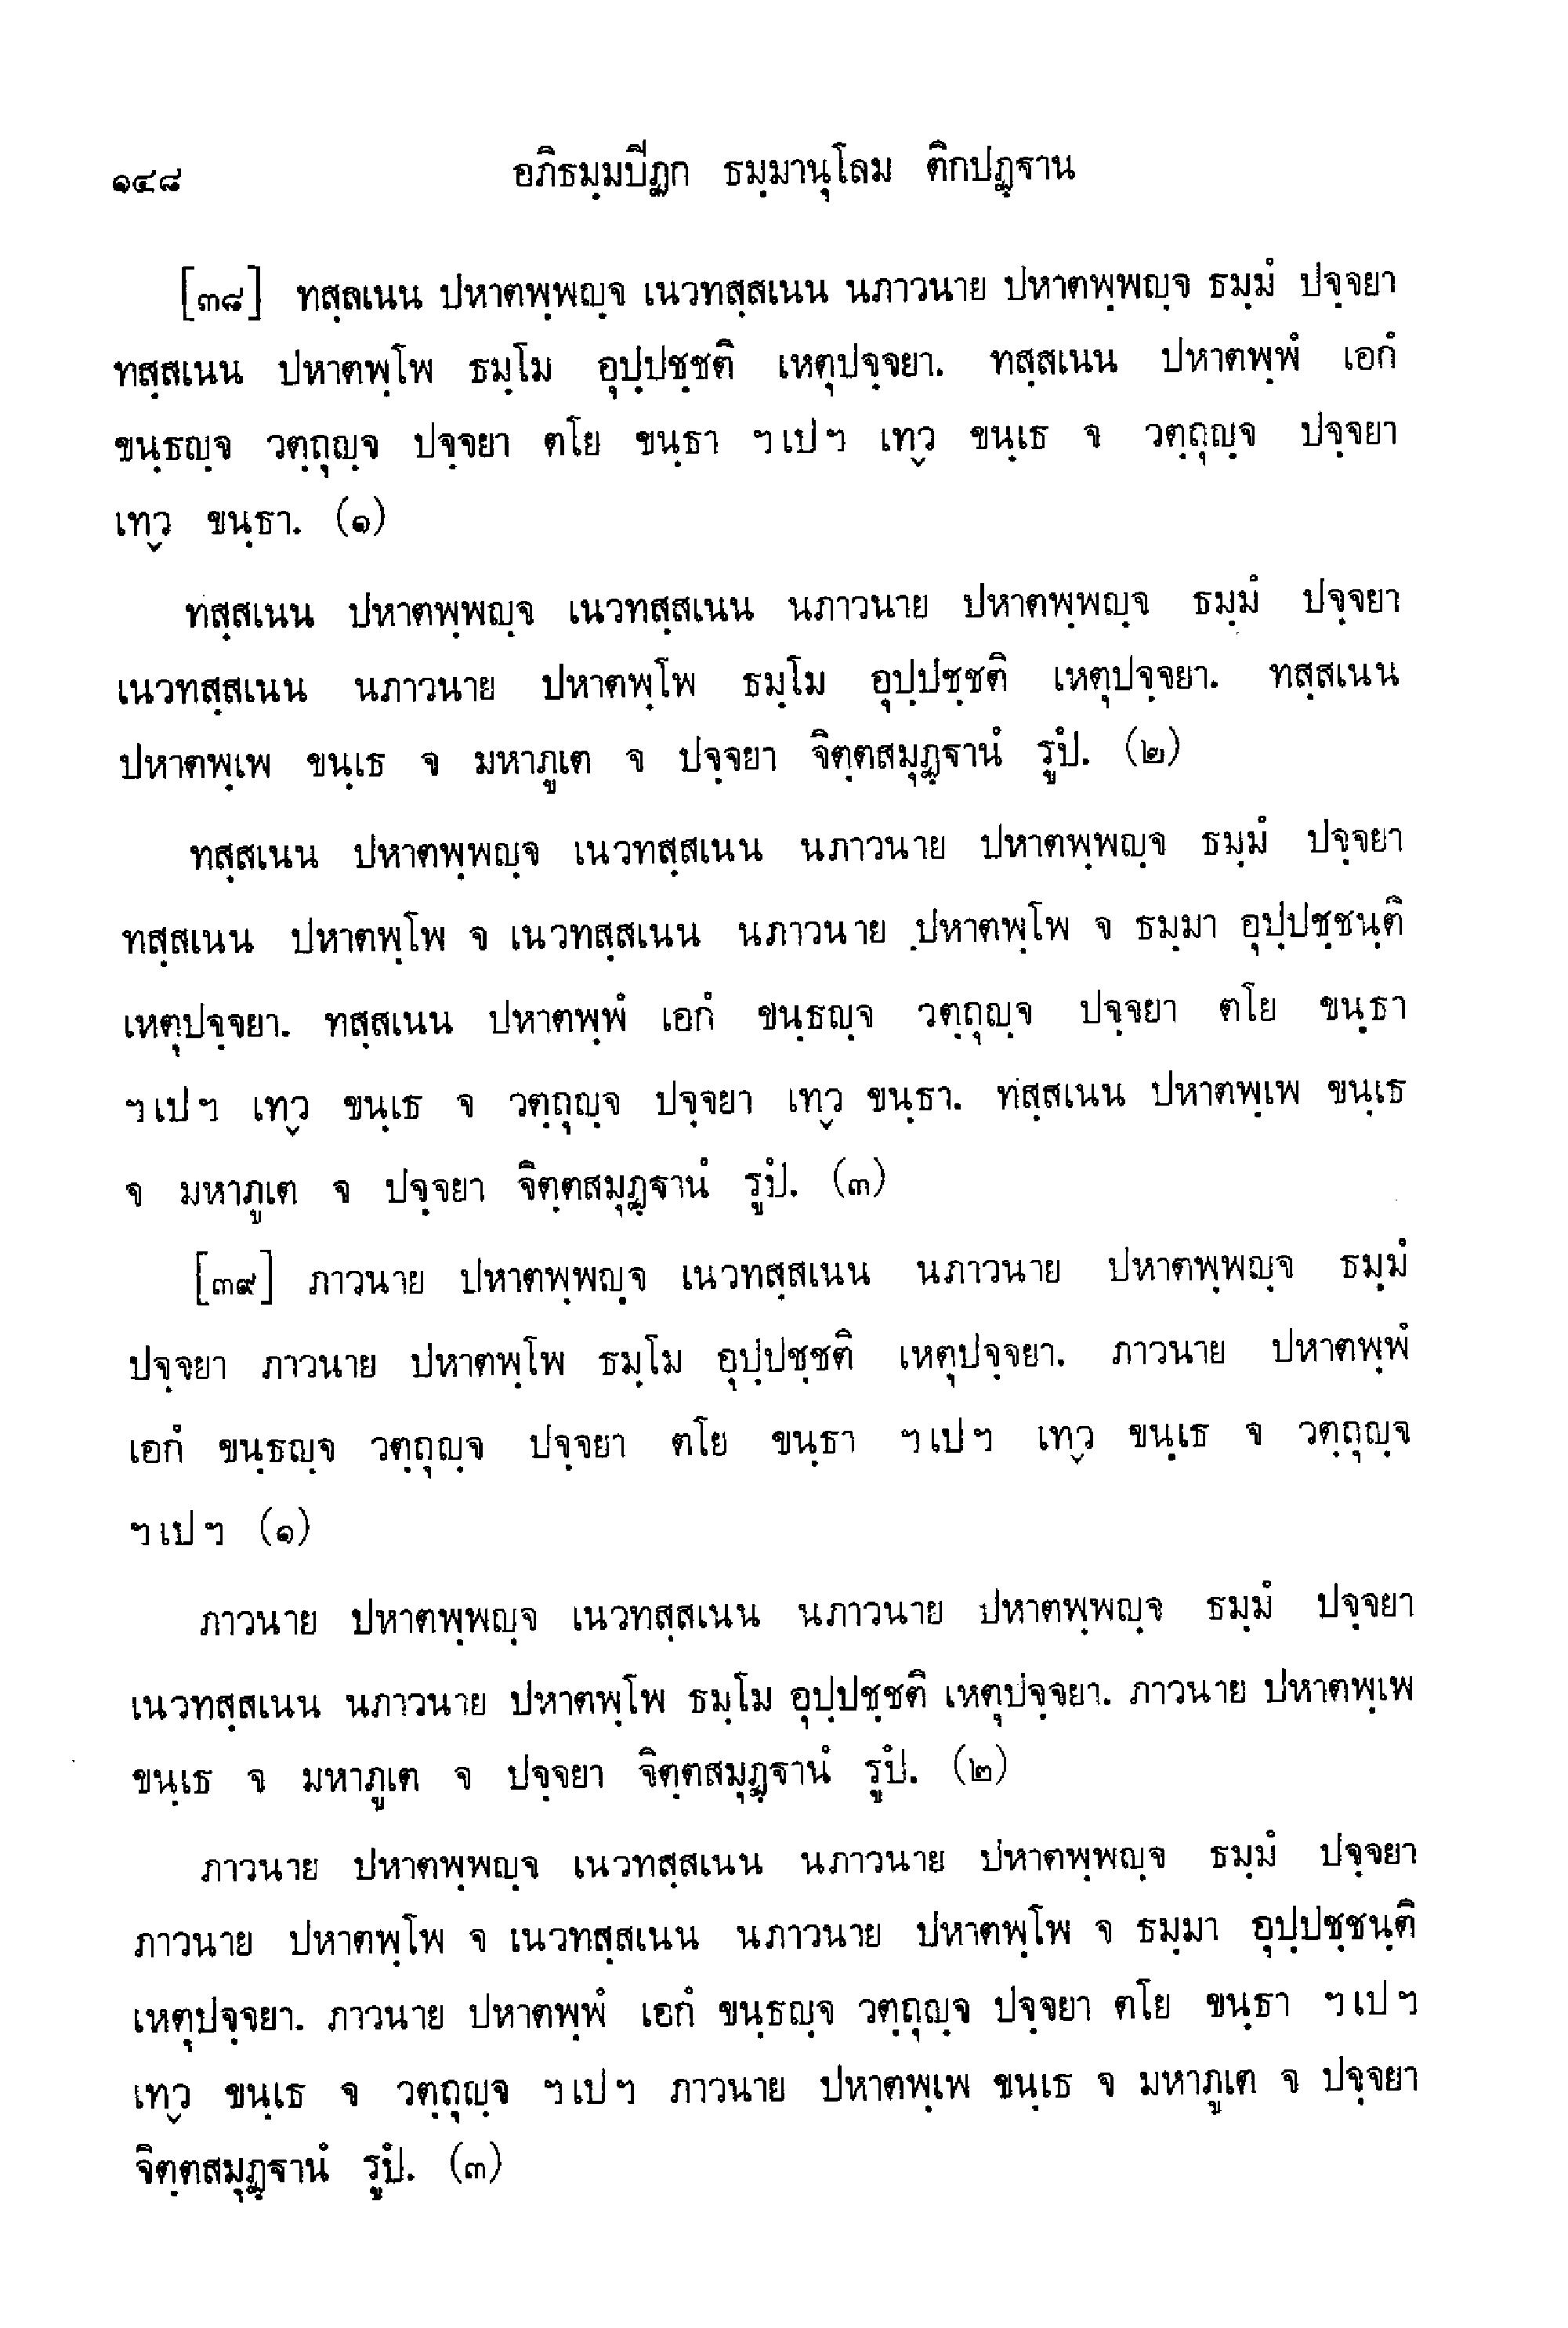 ๑๔๘ อภิธมฺมปิฏก ธมฺมานุโลม ติกปฏฺฐาน
[๓๘] ทสฺสเนน ปหาตพฺพญฺจ เนวทสฺสเนน นภาวนาย ปหาตพฺพญฺจ ธมฺมํ ปจฺจยา
ทสฺสเนน ปหาตพฺโพ ธมฺโม อุปฺปชฺชติ เหตุปจฺจยา. ทสฺสเนน ปหาตพฺพํ เอกํ
ขนฺธญฺจ วตฺถุญฺจ ปจฺจยา ตโย ขนฺธา ฯเปฯ เทฺว ขนฺเธ จ วตฺถุญฺจ ปจฺจยา
เทฺว ขนฺธา. (๑)
ทสฺสเนน ปหาตพฺพญฺจ เนวทสฺสเนน นภาวนาย ปหาตพฺพญฺจ ธมฺมํ ปจฺจยา
เนวทสฺสเนน นภาวนาย ปหาตพฺโพ ธมฺโม อุปฺปชฺชติ เหตุปจฺจยา. ทสฺสเนน
ปหาตพฺเพ ขนฺเธ จ มหาภูเต จ ปจฺจยา จิตฺตสมุฏฺฐานํ รูปํ. (๒)
ทสฺสเนน ปหาตพฺพญฺจ เนวทสฺสเนน นภาวนาย ปหาตพฺพญฺจ ธมฺมํ ปจฺจยา
ทสฺสเนน ปหาตพฺโพ จ เนวทสฺสเนน นภาวนาย ปหาตพฺโพ จ ธมฺมา อุปฺปชฺชนฺติ
เหตุปจฺจยา. ทสฺสเนน ปหาตพฺพํ เอกํ ขนฺธญฺจ วตฺถุญฺจ ปจฺจยา ตโย ขนฺธา
ฯเปฯ เทฺว ขนฺเธ จ วตฺถุญฺจ ปจฺจยา เทฺว ขนฺธา. ทสฺสเนน ปหาตพฺเพ ขนฺเธ
จ มหาภูเต จ ปจฺจยา จิตฺตสมุฏฺฐานํ รูปํ. (๓)
[๓๙] ภาวนาย ปหาตพฺพญฺจ เนวทสฺสเนน นภาวนาย ปหาตพฺพญฺจ ธมฺมํ
ปจฺจยา ภาวนาย ปหาตพฺโพ ธมฺโม อุปฺปชฺชติ เหตุปจฺจยา. ภาวนาย ปหาตพฺพํ
เอกํ ขนฺธญฺจ วตฺถุญฺจ ปจฺจยา ตโย ขนฺธา ฯเปฯ เทฺว ขนฺเธ จ วตฺถุญฺจ
ฯเปฯ (๑)
ภาวนาย ปหาตพฺพญฺจ เนวทสฺสเนน นภาวนาย ปหาตพฺพญฺจ ธมฺมํ ปจฺจยา
เนวทสฺสเนน นภาวนาย ปหาตพฺโพ ธมฺโม อุปฺปชฺชติ เหตุปจฺจยา. ภาวนาย ปหาตพฺเพ
ขนฺเธ จ มหาภูเต จ ปจฺจยา จิตฺตสมุฏฺฐานํ รูปํ. (๒)
ภาวนาย ปหาตพฺพญฺจ เนวทสฺสเนน นภาวนาย ปหาตพฺพญฺจ ธมฺมํ ปจฺจยา
ภาวนาย ปหาตพฺโพ จ เนวทสฺสเนน นภาวนาย ปหาตพฺโพ จ ธมฺมา อุปฺปชฺชนฺติ
เหตุปจฺจยา. ภาวนาย ปหาตพฺพํ เอกํ ขนฺธญฺจ วตฺถุญฺจ ปจฺจยา ตโย ขนฺธา ฯเปฯ
เทฺว ขนฺเธ จ วตฺถุญฺจ ฯเปฯ ภาวนาย ปหาตพฺเพ ขนฺเธ จ มหาภูเต จ ปจฺจยา
จิตฺตสมุฏฺฐานํ รูปํ. (๓)